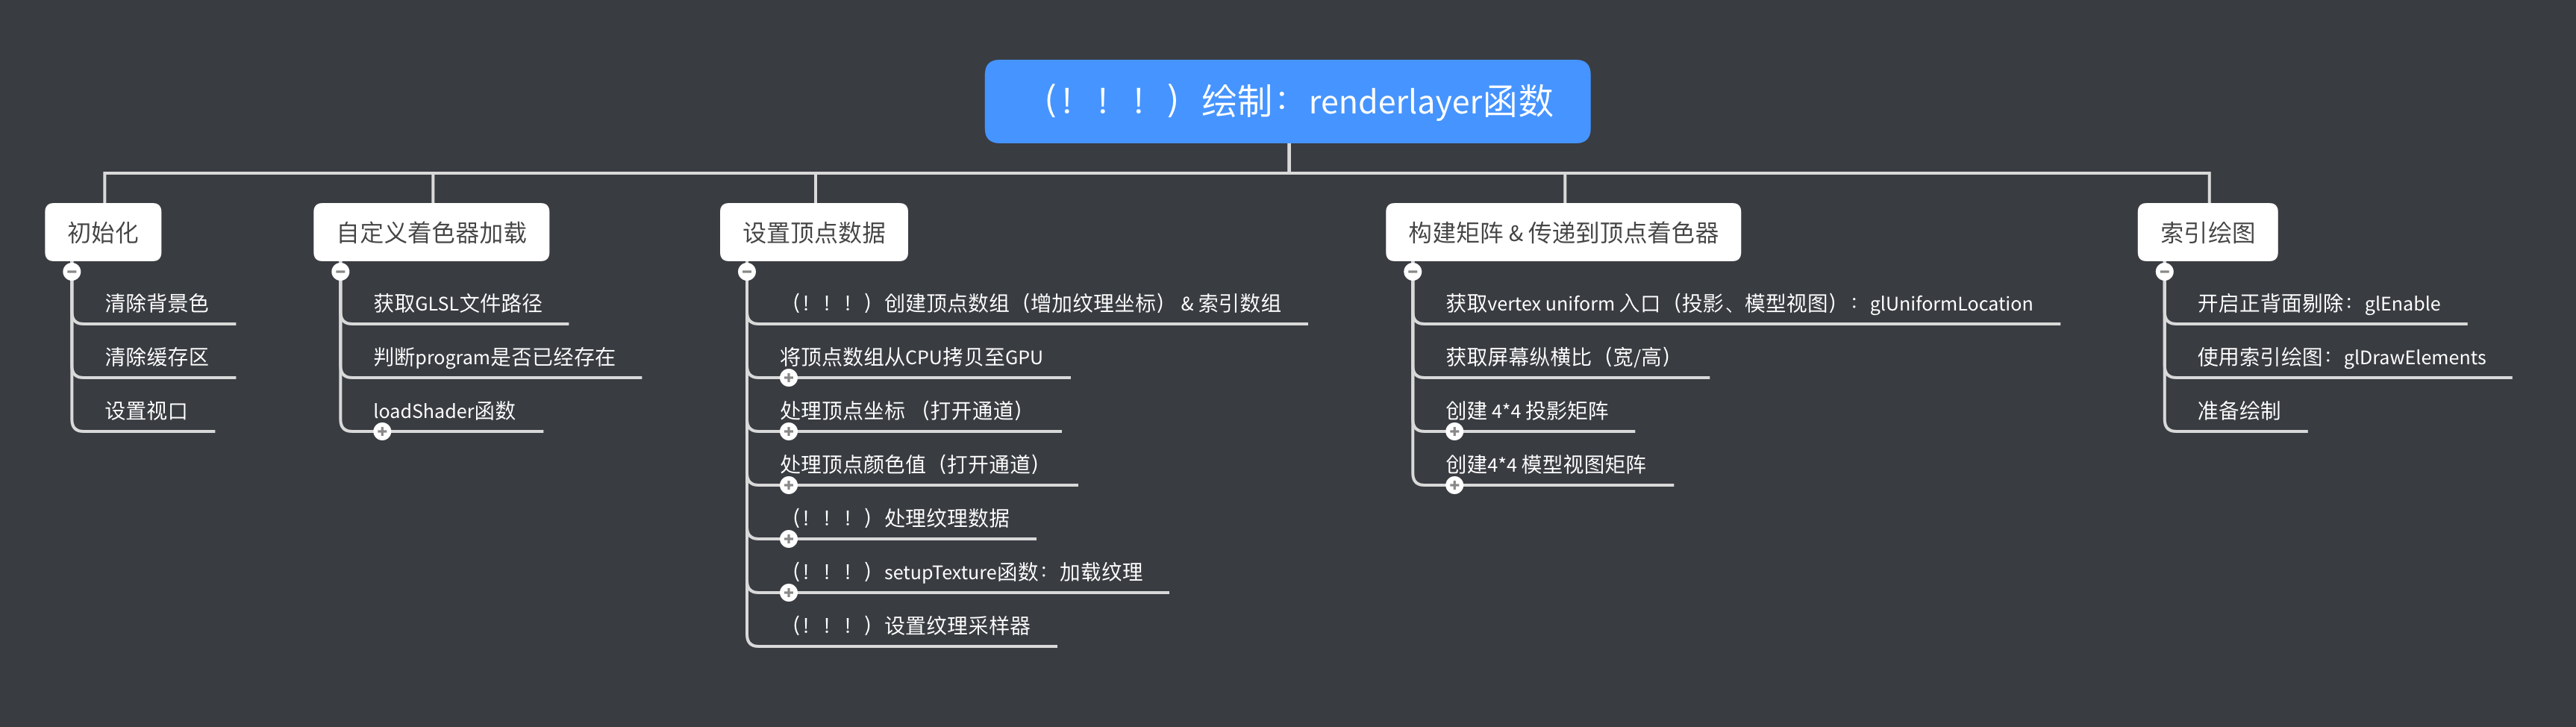 （！！！）绘制：renderlayer函数
初始化
清除背景色
清除缓存区
设置视口
自定义着色器加载
获取GLSL文件路径
判断program是否已经存在
loadShader函数
设置顶点数据
（！！！）创建顶点数组（增加纹理坐标） & 索引数组
将顶点数组从CPU拷贝至GPU
处理顶点坐标 （打开通道）
处理顶点颜色值（打开通道）
（！！！）处理纹理数据
（！！！）setupTexture函数：加载纹理
（！！！）设置纹理采样器
构建矩阵 & 传递到顶点着色器
获取vertex uniform 入口（投影、模型视图）：glUniformLocation
获取屏幕纵横比（宽/高）
创建 4*4 投影矩阵
创建4*4 模型视图矩阵
索引绘图
开启正背面剔除：glEnable
使用索引绘图：glDrawElements
准备绘制